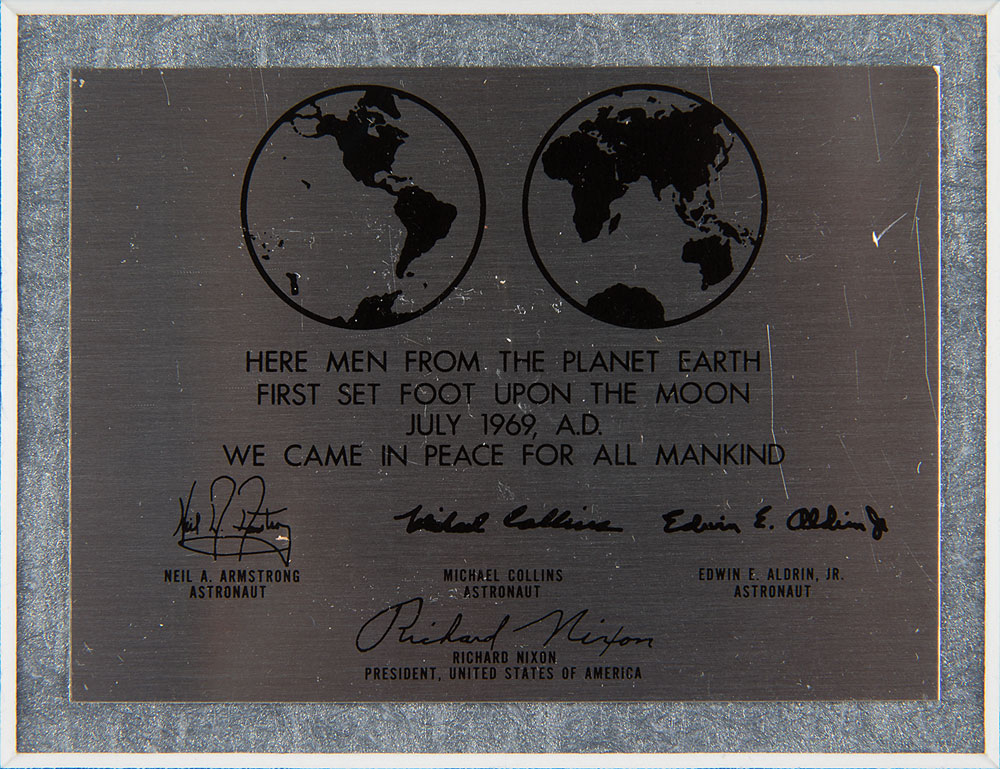 HERE MEN FROM THE PLANET EARTH
FIRST SET FOOT UPON THE MOON
JULY 1969, A.D.
WE CAME IN PEACE FOR ALL MANKIND
Neil A. Armstrong Michael Collins Edwin E. Aldrin Jr
NEIL A. ARMSTRONG MICHAEL COLLINS EDWIN E. ALDRIN, JR.
ASTRONAUT ASTRONAUT ASTRONAUT
Richard Nixon
RICHARD NIXON
PRESIDENT, UNITED STATES OF AMERICA